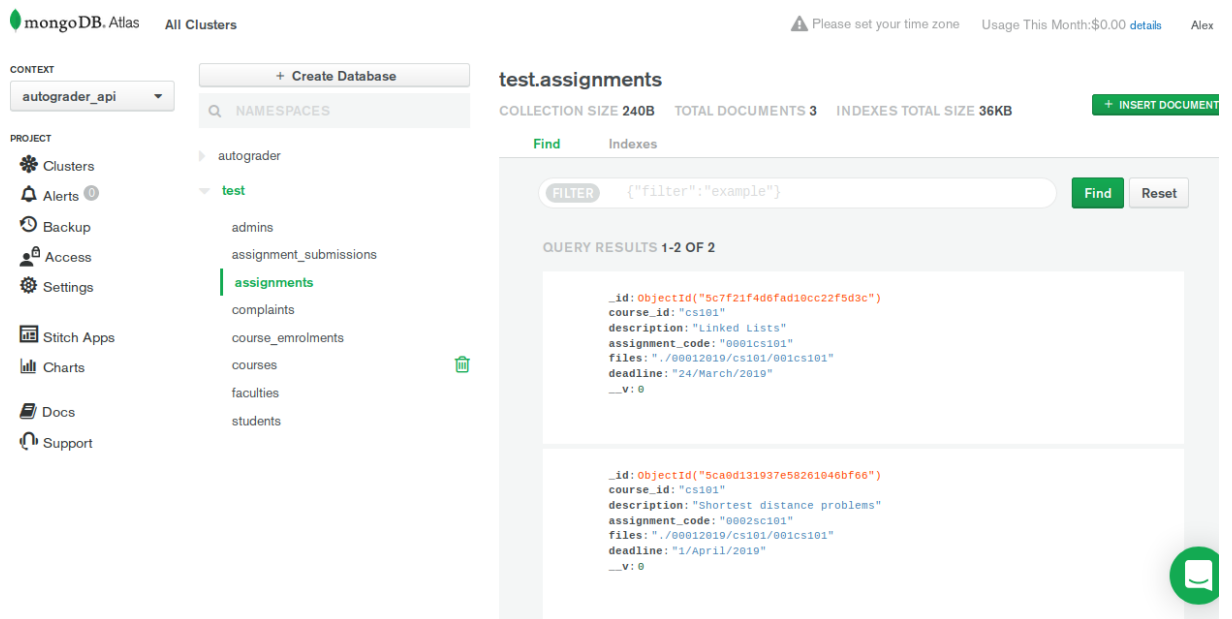 mongoDB. Atlas
All Clusters
Please set your time zone
Usage This Month:$0.00 details
Alex
CONTEXT
autograder_api
PROJECT
Clusters
Alerts 0
Backup
Access
Settings
Stitch Apps
Charts
Docs
Support
+ Create Database
NAMESPACES
autograder
test
admins
assignment_submissions
assignments
complaints
course_emrolments
courses
faculties
students
test.assignments
COLLECTION SIZE 240B TOTAL DOCUMENTS 3 INDEXES TOTAL SIZE 36KB
+ INSERT DOCUMENT
Find Indexes
FILTER {"filter":"example"}
Find Reset
QUERY RESULTS 1-2 OF 2
_id:ObjectId("5c7f21f4d6fad10cc22f5d3c")
course_id:"cs101"
description:"Linked Lists"
assignment_code:"0001cs101"
files:"./00012019/cs101/001cs101"
deadline:"24/March/2019"
__v:0
_id:ObjectId("5ca0d131937e58261046bf66")
course_id:"cs101"
description:"Shortest distance problems"
assignment_code:"0002sc101"
files:"./00012019/cs101/001cs101"
deadline:"1/April/2019"
__v:0